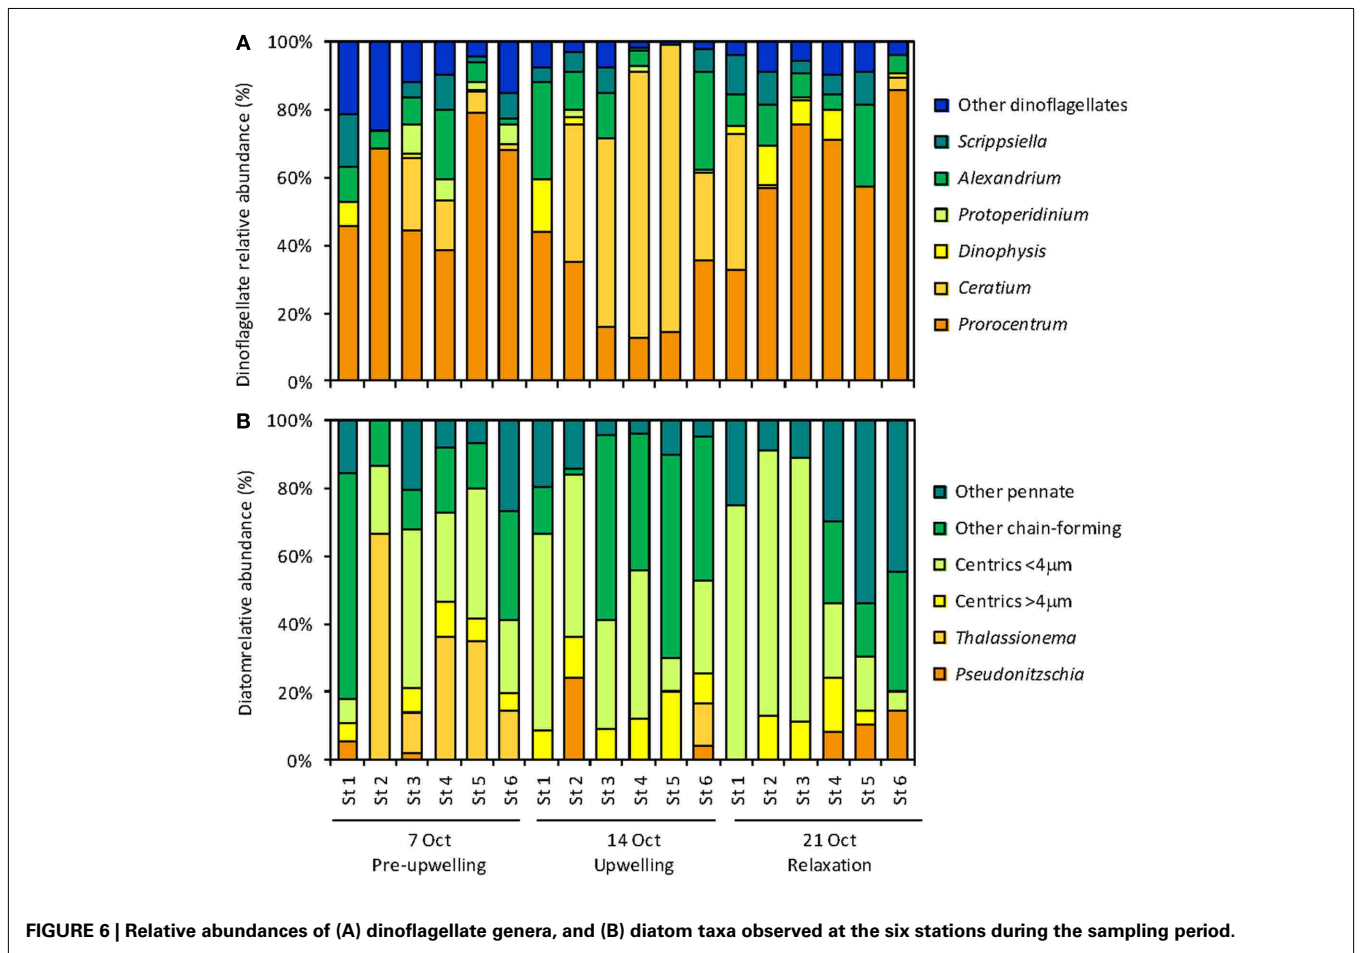 A
100%
80%
60%
40%
20%
0%
Dinoflagellate relative abundance (%)
Other dinoflagellates
Scrippsiella
Alexandrium
Protoperidinium
Dinophysis
Ceratium
Prorocentrum
B
100%
80%
60%
40%
20%
0%
Diatomrelative abundance (%)
Other pennate
Other chain-forming
Centrics <4µm
Centrics >4µm
Thalassionema
Pseudonitzschia
St 1 St 2 St 3 St 4 St 5 St 6 St 1 St 2 St 3 St 4 St 5 St 6 St 1 St 2 St 3 St 4 St 5 St 6
7 Oct 14 Oct 21 Oct
Pre-upwelling Upwelling Relaxation
FIGURE 6 | Relative abundances of (A) dinoflagellate genera, and (B) diatom taxa observed at the six stations during the sampling period.